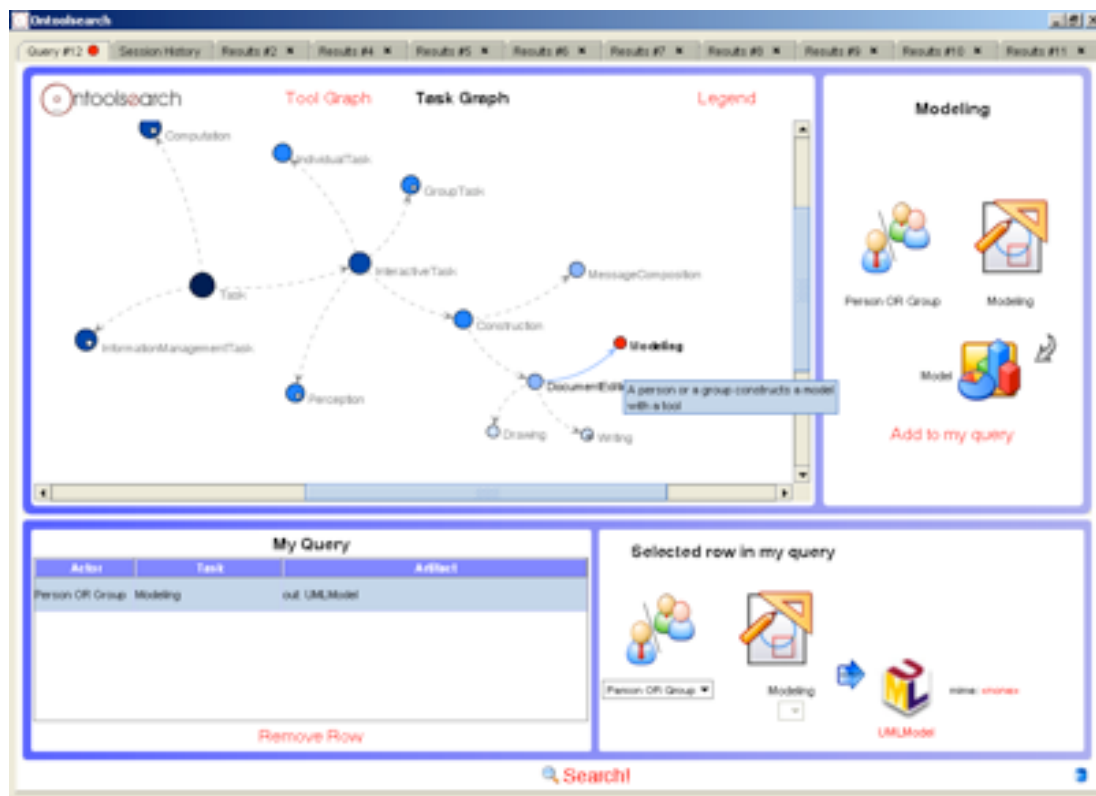 Ontoolsearch
Query #12 Session History Results #2 Results #4 Results #5 Results #6 Results #7 Results #8 Results #9 Results #10 Results #11
ontoolsearch Tool Graph Task Graph Legend
Modeling
Computation
IndividualTask
GroupTask
InteractiveTask
MessageComposition
Task
Person OR Group Modeling
Construction
InformationManagementTask
Modeling
Model
DocumentEditi
A person or a group constructs a model
with a tool
Perception
Drawing Writing
Add to my query
My Query
Selected row in my query
Actor Task Artifact
Person OR Group Modeling out UMLModel
Person OR Group Modeling
mime: <none>
UML
UMLModel
Remove Row
Search!